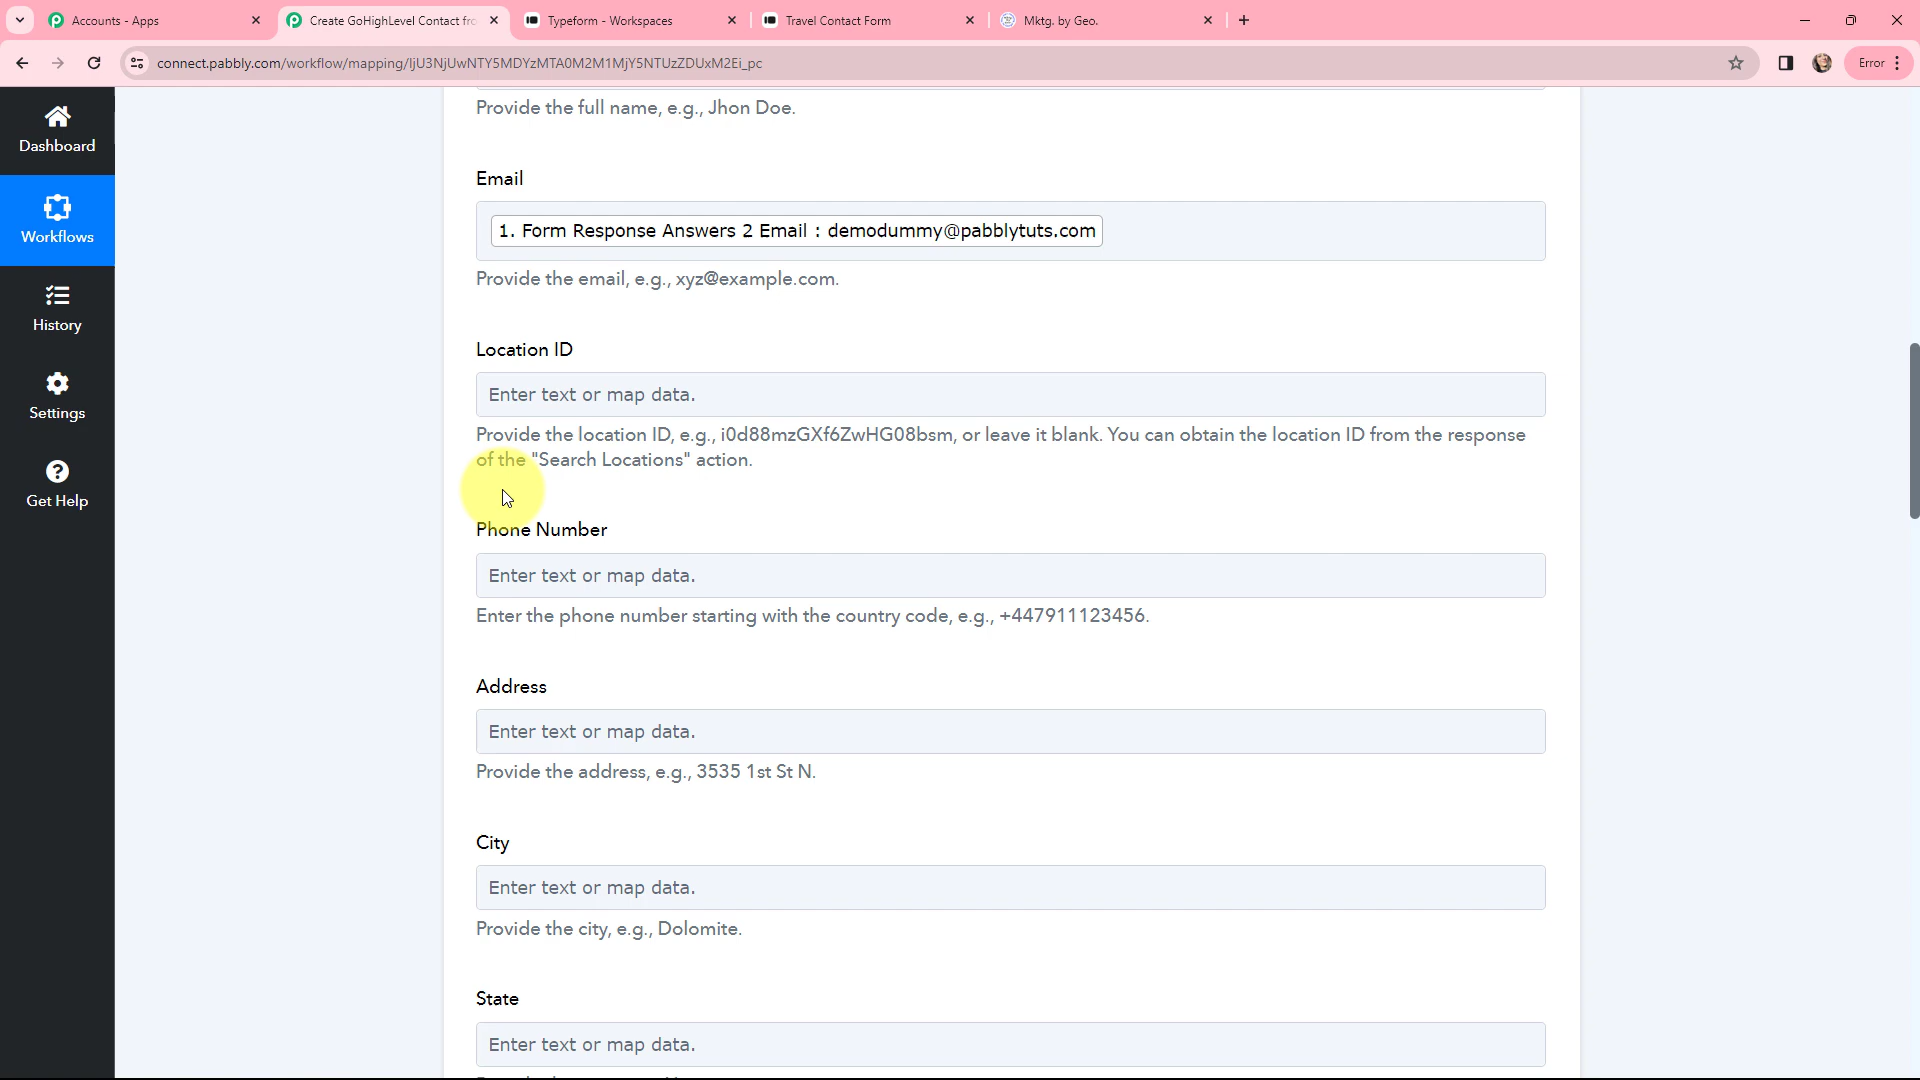 Accounts - Apps
Create GoHighLevel Contact fro
Typeform - Workspaces
Travel Contact Form
Mktg. by Geo.
connect.pabbly.com/workflow/mapping/IjU3NjUwNTY5MDYzMTA0M2M1MjY5NTUzZDUxM2Ei_pc
Error
Dashboard
Workflows
History
Settings
Get Help
Provide the full name, e.g., Jhon Doe.
Email
1. Form Response Answers 2 Email : demodummy@pabblytuts.com
Provide the email, e.g., xyz@example.com.
Location ID
Enter text or map data.
Provide the location ID, e.g., i0d88mzGXf6ZwHG08bsm, or leave it blank. You can obtain the location ID from the response
of the "Search Locations" action.
Phone Number
Enter text or map data.
Enter the phone number starting with the country code, e.g., +447911123456.
Address
Enter text or map data.
Provide the address, e.g., 3535 1st St N.
City
Enter text or map data.
Provide the city, e.g., Dolomite.
State
Enter text or map data.